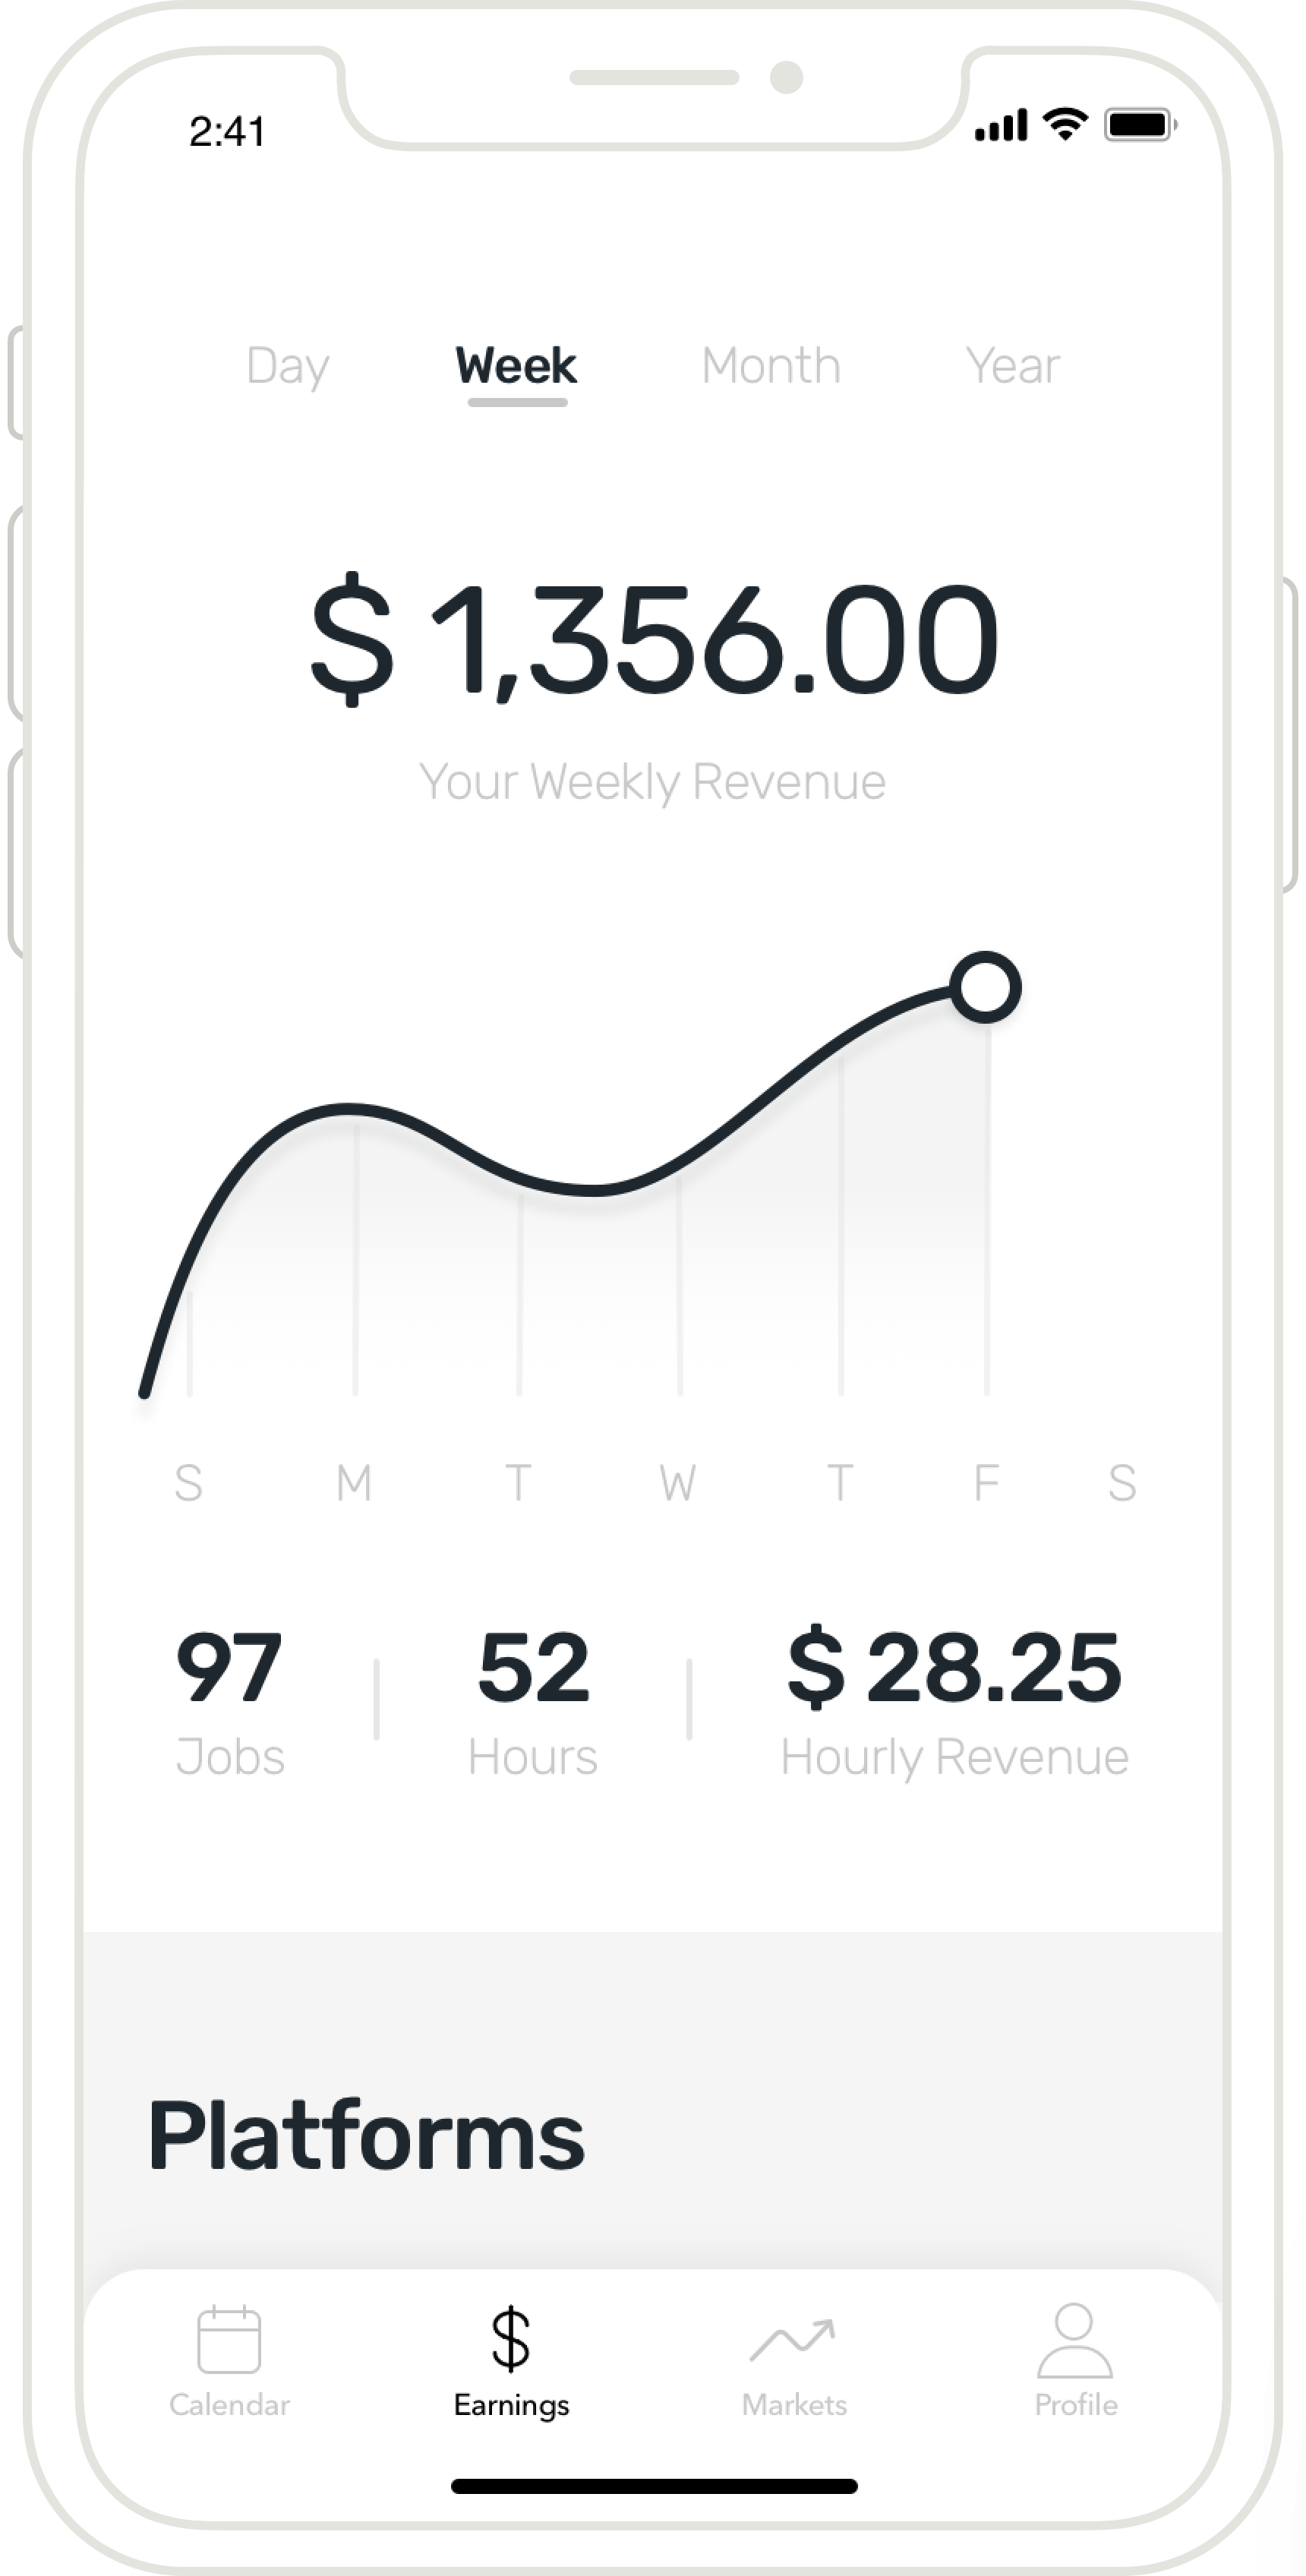 2:41
Day Week Month Year
$ 1,356.00
Your Weekly Revenue
S M T W T F S
97 52 $ 28.25
Jobs Hours Hourly Revenue
Platforms
Calendar Earnings Markets Profile